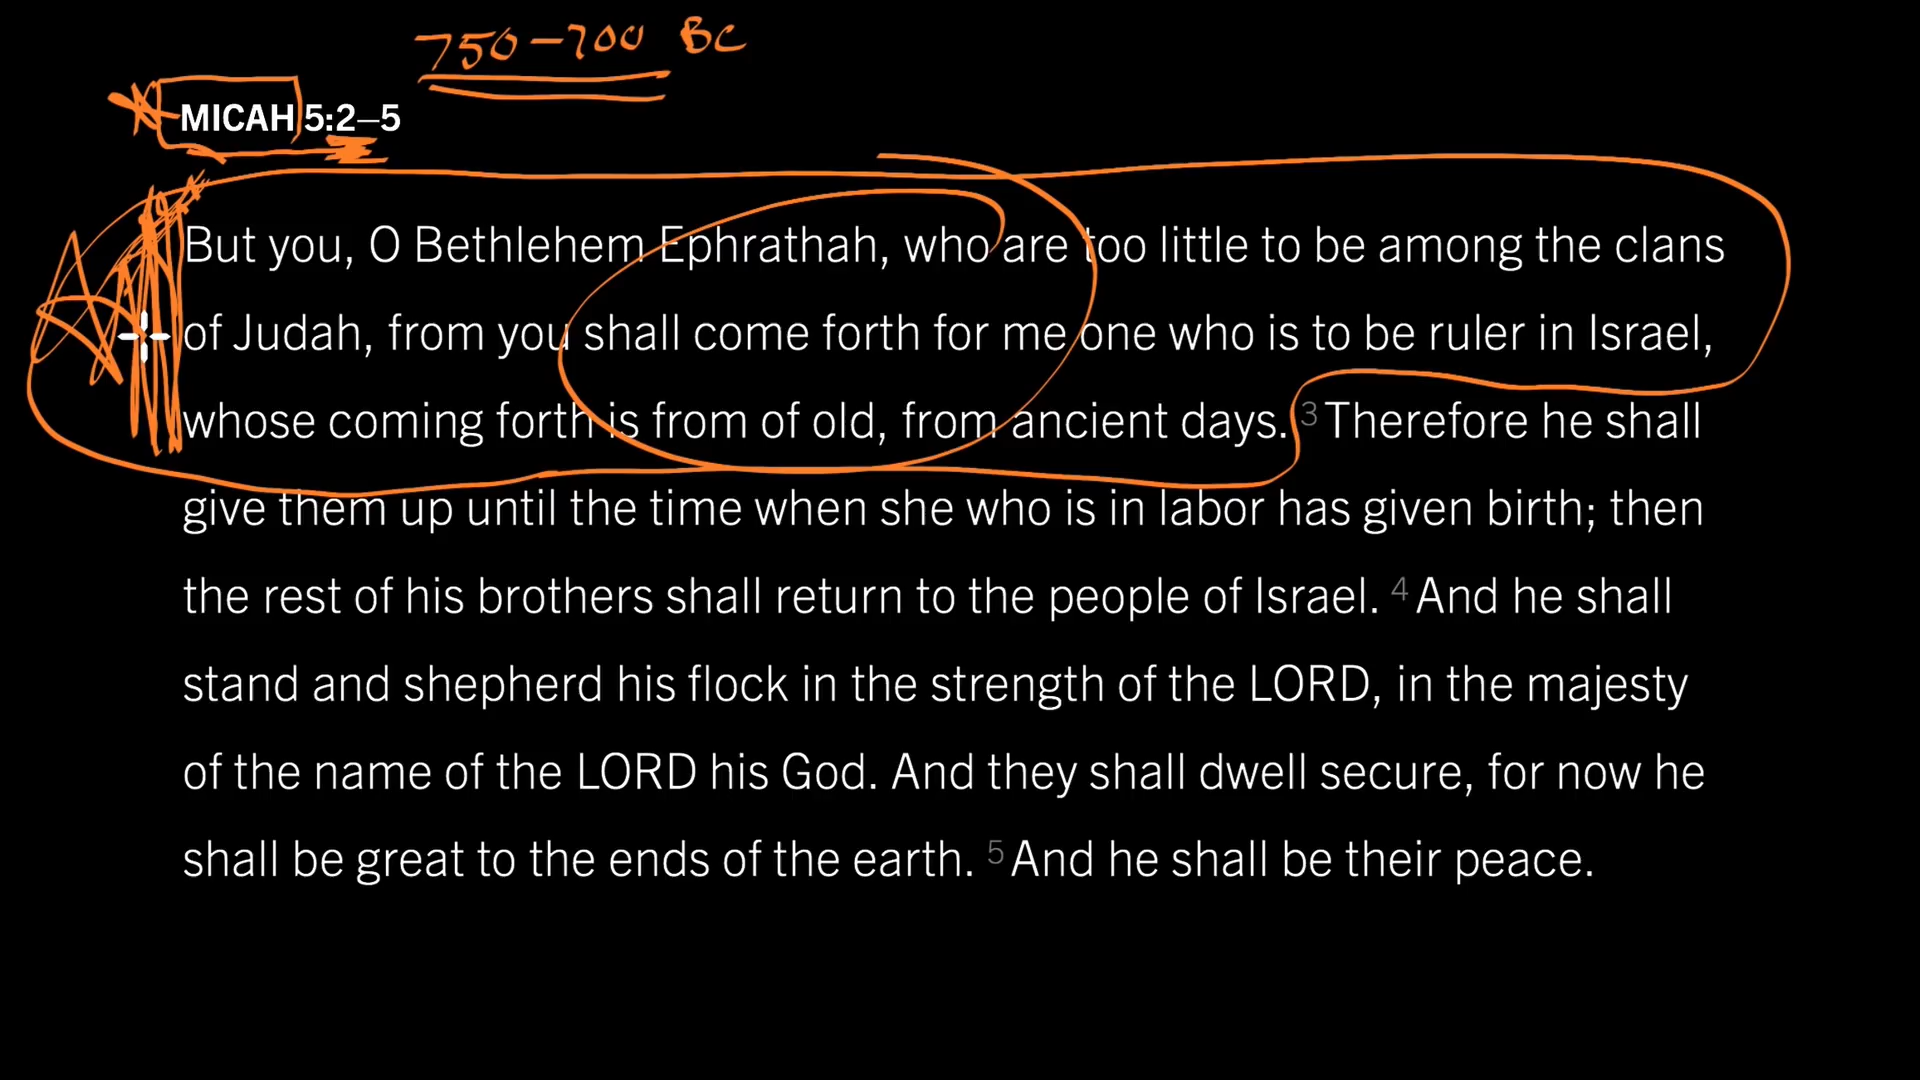 750-700 BC
MICAH 5:2–5
But you, O Bethlehem Ephrathah, who are too little to be among the clans
of Judah, from you shall come forth for me one who is to be ruler in Israel,
whose coming forth is from of old, from ancient days. 3 Therefore he shall
give them up until the time when she who is in labor has given birth; then
the rest of his brothers shall return to the people of Israel. 4 And he shall
stand and shepherd his flock in the strength of the LORD, in the majesty
of the name of the LORD his God. And they shall dwell secure, for now he
shall be great to the ends of the earth. 5 And he shall be their peace.